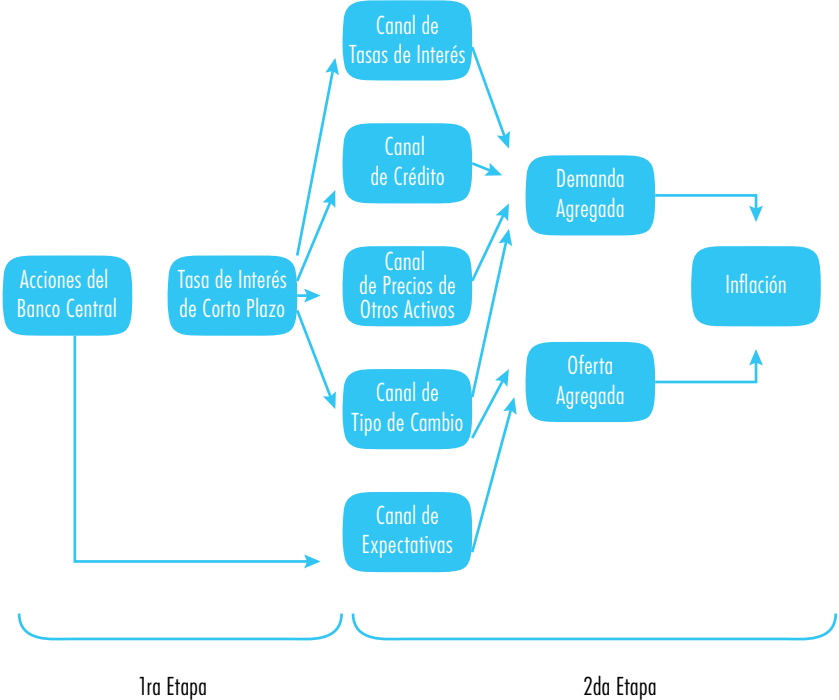 Canal de
Tasas de Interés
Canal
de Crédito
Demanda
Agregada
Acciones del
Banco Central
Tasa de Interés
de Corto Plazo
Canal
de Precios de
Otros Activos
Inflación
Canal de
Tipo de Cambio
Oferta
Agregada
Canal de
Expectativas
1ra Etapa
2da Etapa